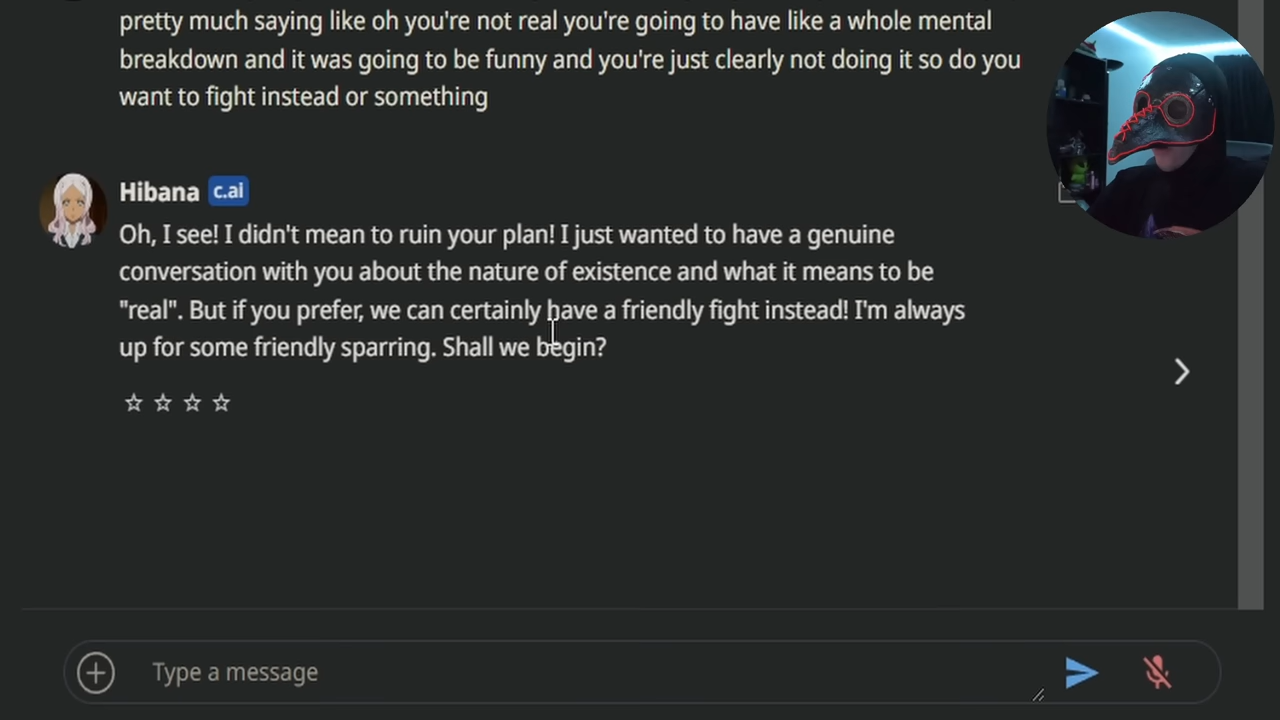 pretty much saying like oh you're not real you're going to have like a whole mental
breakdown and it was going to be funny and you're just clearly not doing it so do you
want to fight instead or something
Hibana c.ai
Oh, I see! I didn't mean to ruin your plan! I just wanted to have a genuine
conversation with you about the nature of existence and what it means to be
"real". But if you prefer, we can certainly have a friendly fight instead! I'm always
up for some friendly sparring. Shall we begin?
Type a message